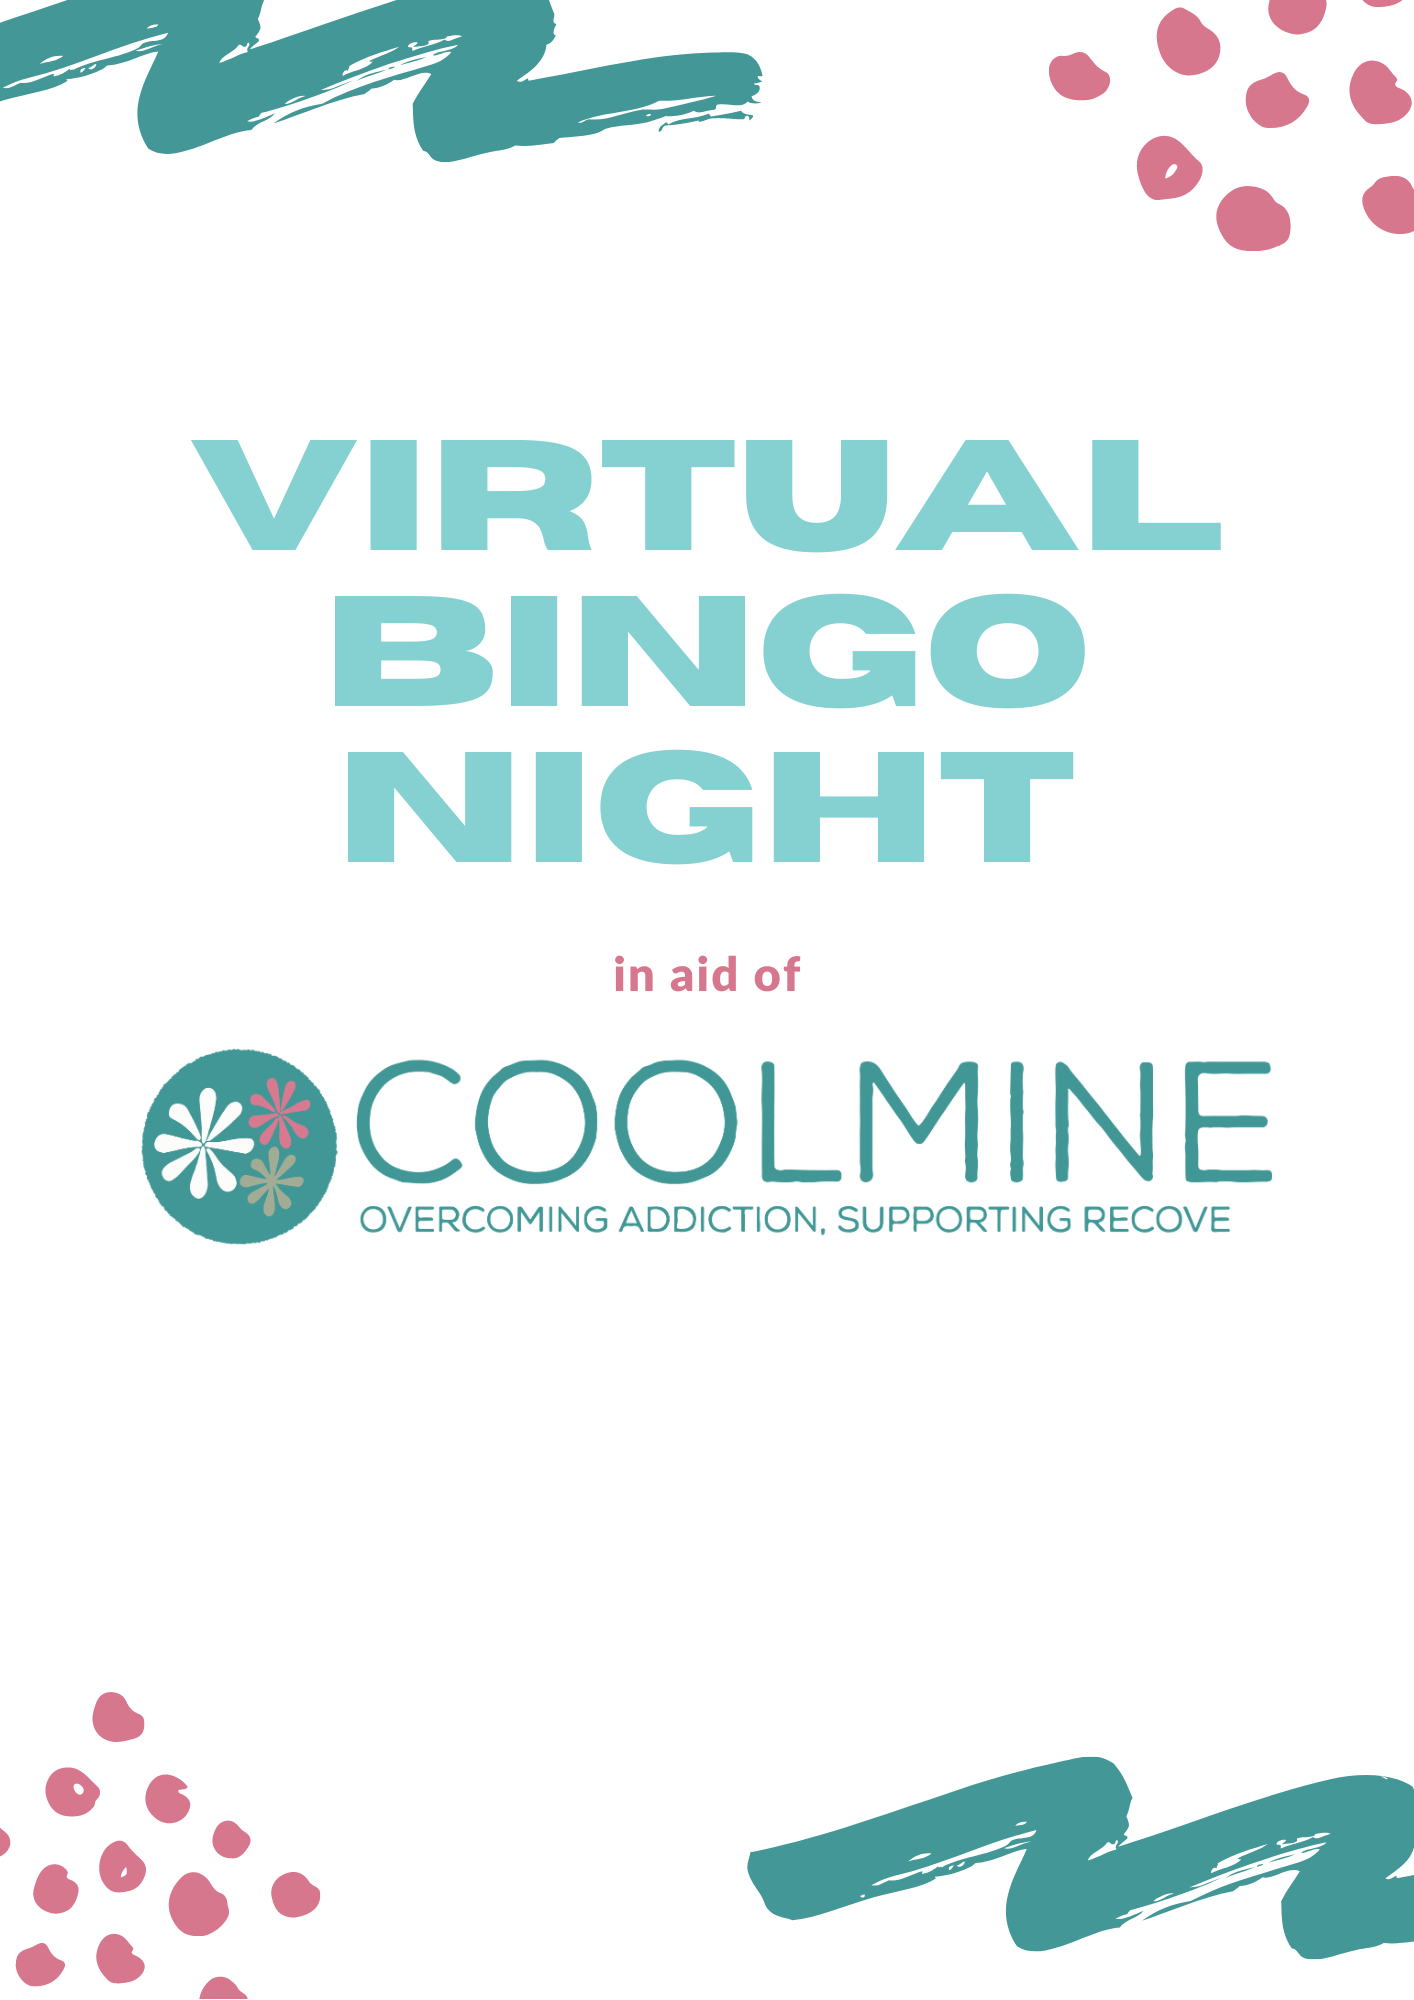 VIRTUAL
BINGO
NIGHT
in aid of
COOLMINE
OVERCOMING ADDICTION, SUPPORTING RECOVE